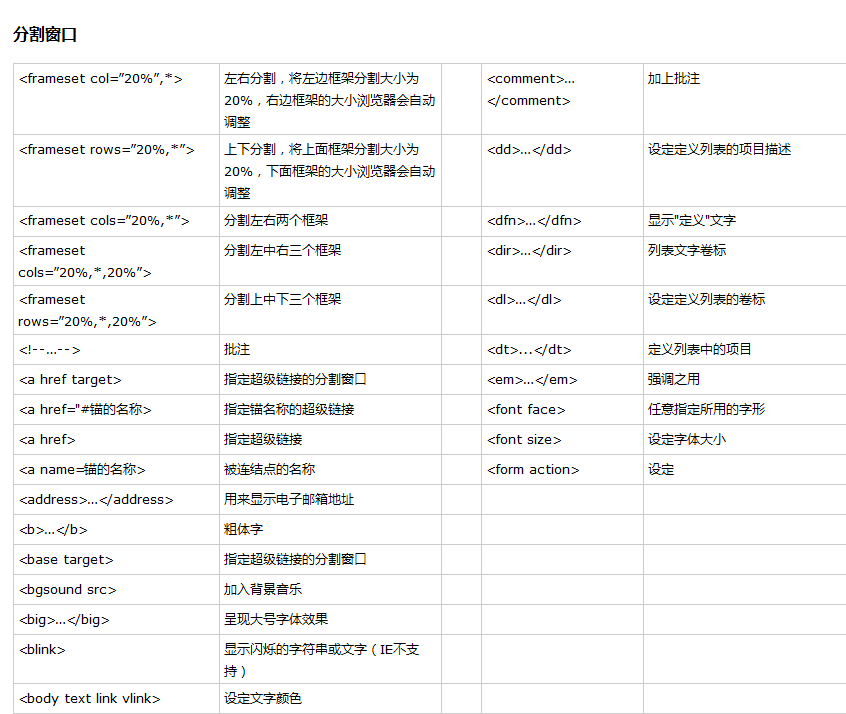 分割窗口
<frameset col=”20%”,*>
左右分割，将左边框架分割大小为
20%，右边框架的大小浏览器会自动
调整
<comment>…
</comment>
加上批注
<frameset rows=”20%,*”>
上下分割，将上面框架分割大小为
20%，下面框架的大小浏览器会自动
调整
<dd>…</dd>
设定定义列表的项目描述
<frameset cols=”20%,*”>
分割左右两个框架
<dfn>…</dfn>
显示"定义"文字
<frameset
cols=”20%,*,20%”>
分割左中右三个框架
<dir>…</dir>
列表文字卷标
<frameset
rows=”20%,*,20%”>
分割上中下三个框架
<dl>…</dl>
设定定义列表的卷标
<!--…-->
批注
<dt>...</dt>
定义列表中的项目
<a href target>
指定超级链接的分割窗口
<em>…</em>
强调之用
<a href="#锚的名称>
指定锚名称的超级链接
<font face>
任意指定所用的字形
<a href>
指定超级链接
<font size>
设定字体大小
<a name=锚的名称>
被连结点的名称
<form action>
设定
<address>…</address>
用来显示电子邮箱地址
<b>…</b>
粗体字
<base target>
指定超级链接的分割窗口
<bgsound src>
加入背景音乐
<big>…</big>
呈现大号字体效果
<blink>
显示闪烁的字符串或文字（IE不支
持）
<body text link vlink>
设定文字颜色